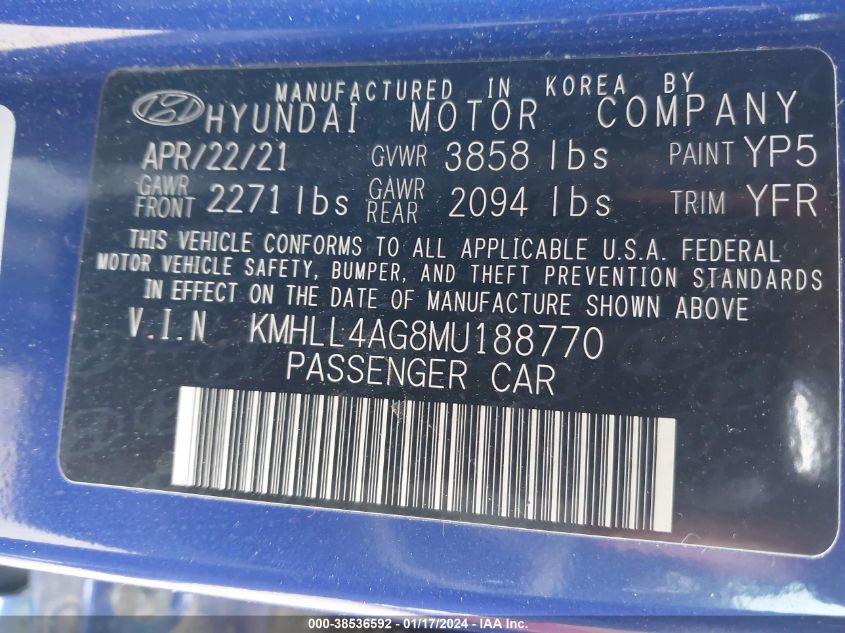 MANUFACTURED IN KOREA BY
HYUNDAI MOTOR COMPANY
APR/22/21 GVWR 3858 lbs PAINT YP5
GAWR FRONT 2271 lbs GAWR REAR 2094 lbs TRIM YFR
THIS VEHICLE CONFORMS TO ALL APPLICABLE U.S.A. FEDERAL
MOTOR VEHICLE SAFETY, BUMPER, AND THEFT PREVENTION STANDARDS
IN EFFECT ON THE DATE OF MANUFACTURE SHOWN ABOVE
V.I.N KMHLL4AG8MU188770
PASSENGER CAR
000-38536592 - 01/17/2024 - IAA Inc.